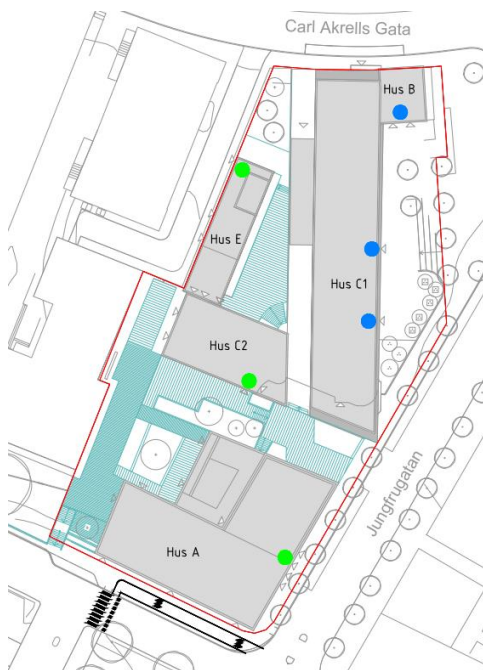 Carl Akrells Gata
Hus B
Hus E
Hus C1
Hus C2
Jungfrugatan
Hus A